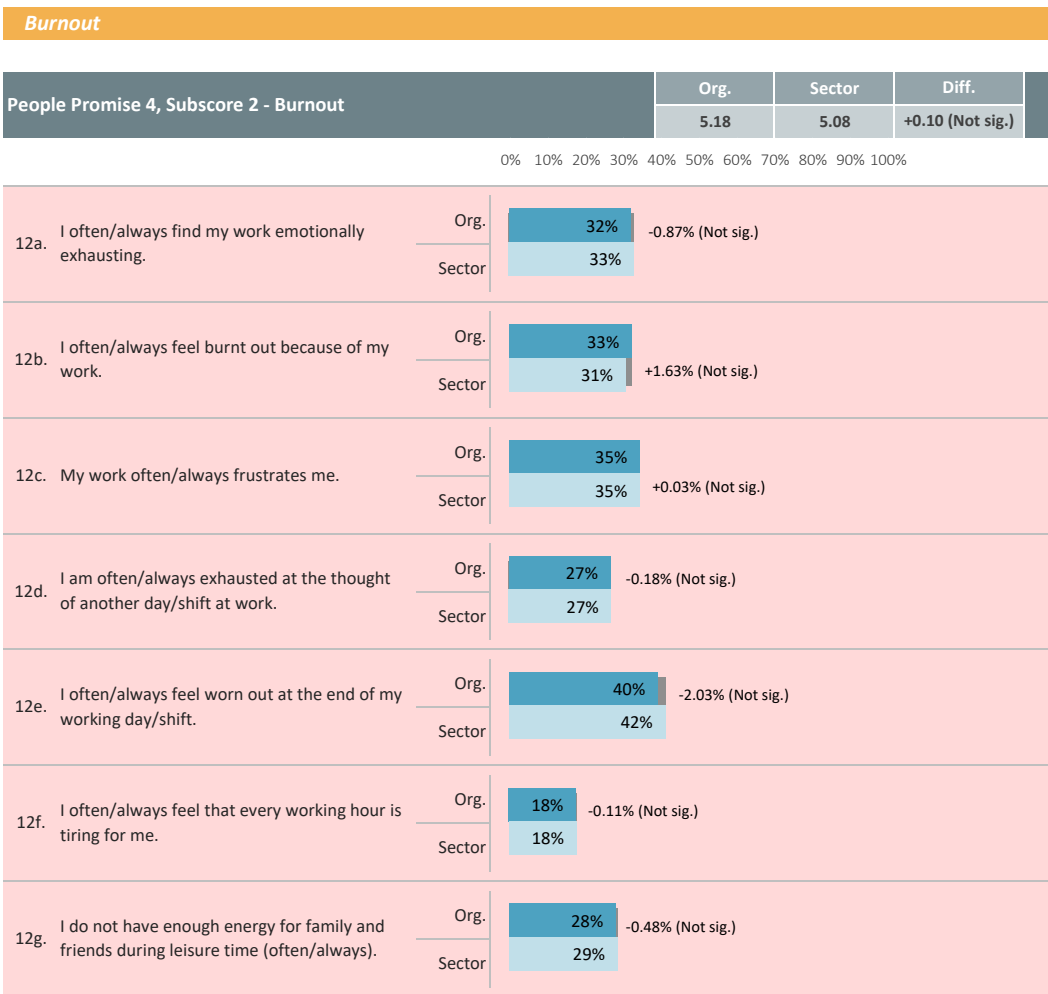 Burnout
People Promise 4, Subscore 2 - Burnout
Org. Sector Diff.
5.18 5.08 +0.10 (Not sig.)
0% 10% 20% 30% 40% 50% 60% 70% 80% 90% 100%
12a. I often/always find my work emotionally
exhausting.
Org. 32% -0.87% (Not sig.)
Sector 33%
12b. I often/always feel burnt out because of my
work.
Org. 33%
Sector 31% +1.63% (Not sig.)
12c. My work often/always frustrates me.
Org. 35%
Sector 35% +0.03% (Not sig.)
12d. I am often/always exhausted at the thought
of another day/shift at work.
Org. 27% -0.18% (Not sig.)
Sector 27%
12e. I often/always feel worn out at the end of my
working day/shift.
Org. 40% -2.03% (Not sig.)
Sector 42%
12f. I often/always feel that every working hour is
tiring for me.
Org. 18% -0.11% (Not sig.)
Sector 18%
12g. I do not have enough energy for family and
friends during leisure time (often/always).
Org. 28% -0.48% (Not sig.)
Sector 29%